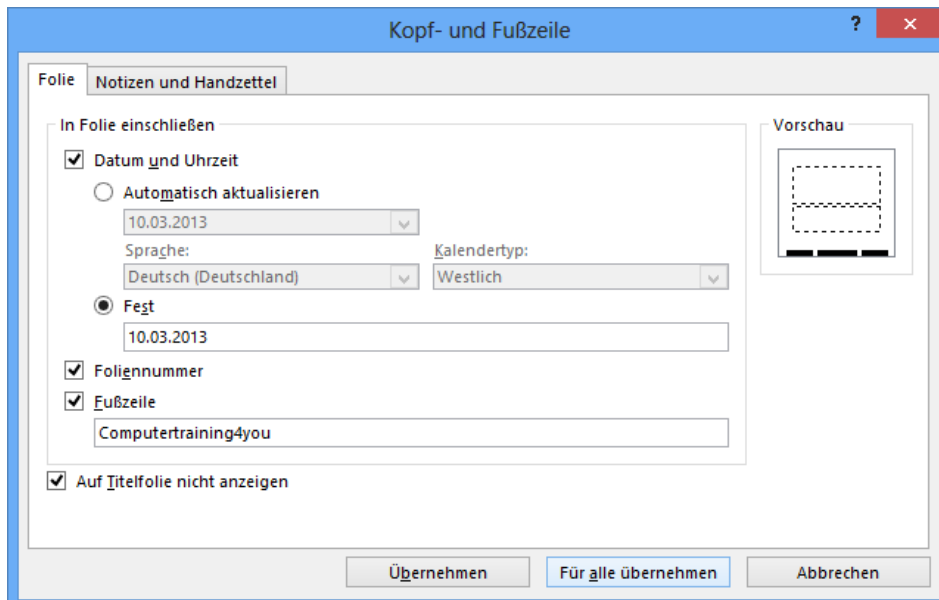 Kopf- und Fußzeile
?
Folie
Notizen und Handzettel
In Folie einschließen
Vorschau
Datum und Uhrzeit
Automatisch aktualisieren
10.03.2013
Sprache:
Kalendertyp:
Deutsch (Deutschland)
Westlich
Fest
10.03.2013
Foliennummer
Fußzeile
Computertraining4you
Auf Titelfolie nicht anzeigen
Übernehmen
Für alle übernehmen
Abbrechen